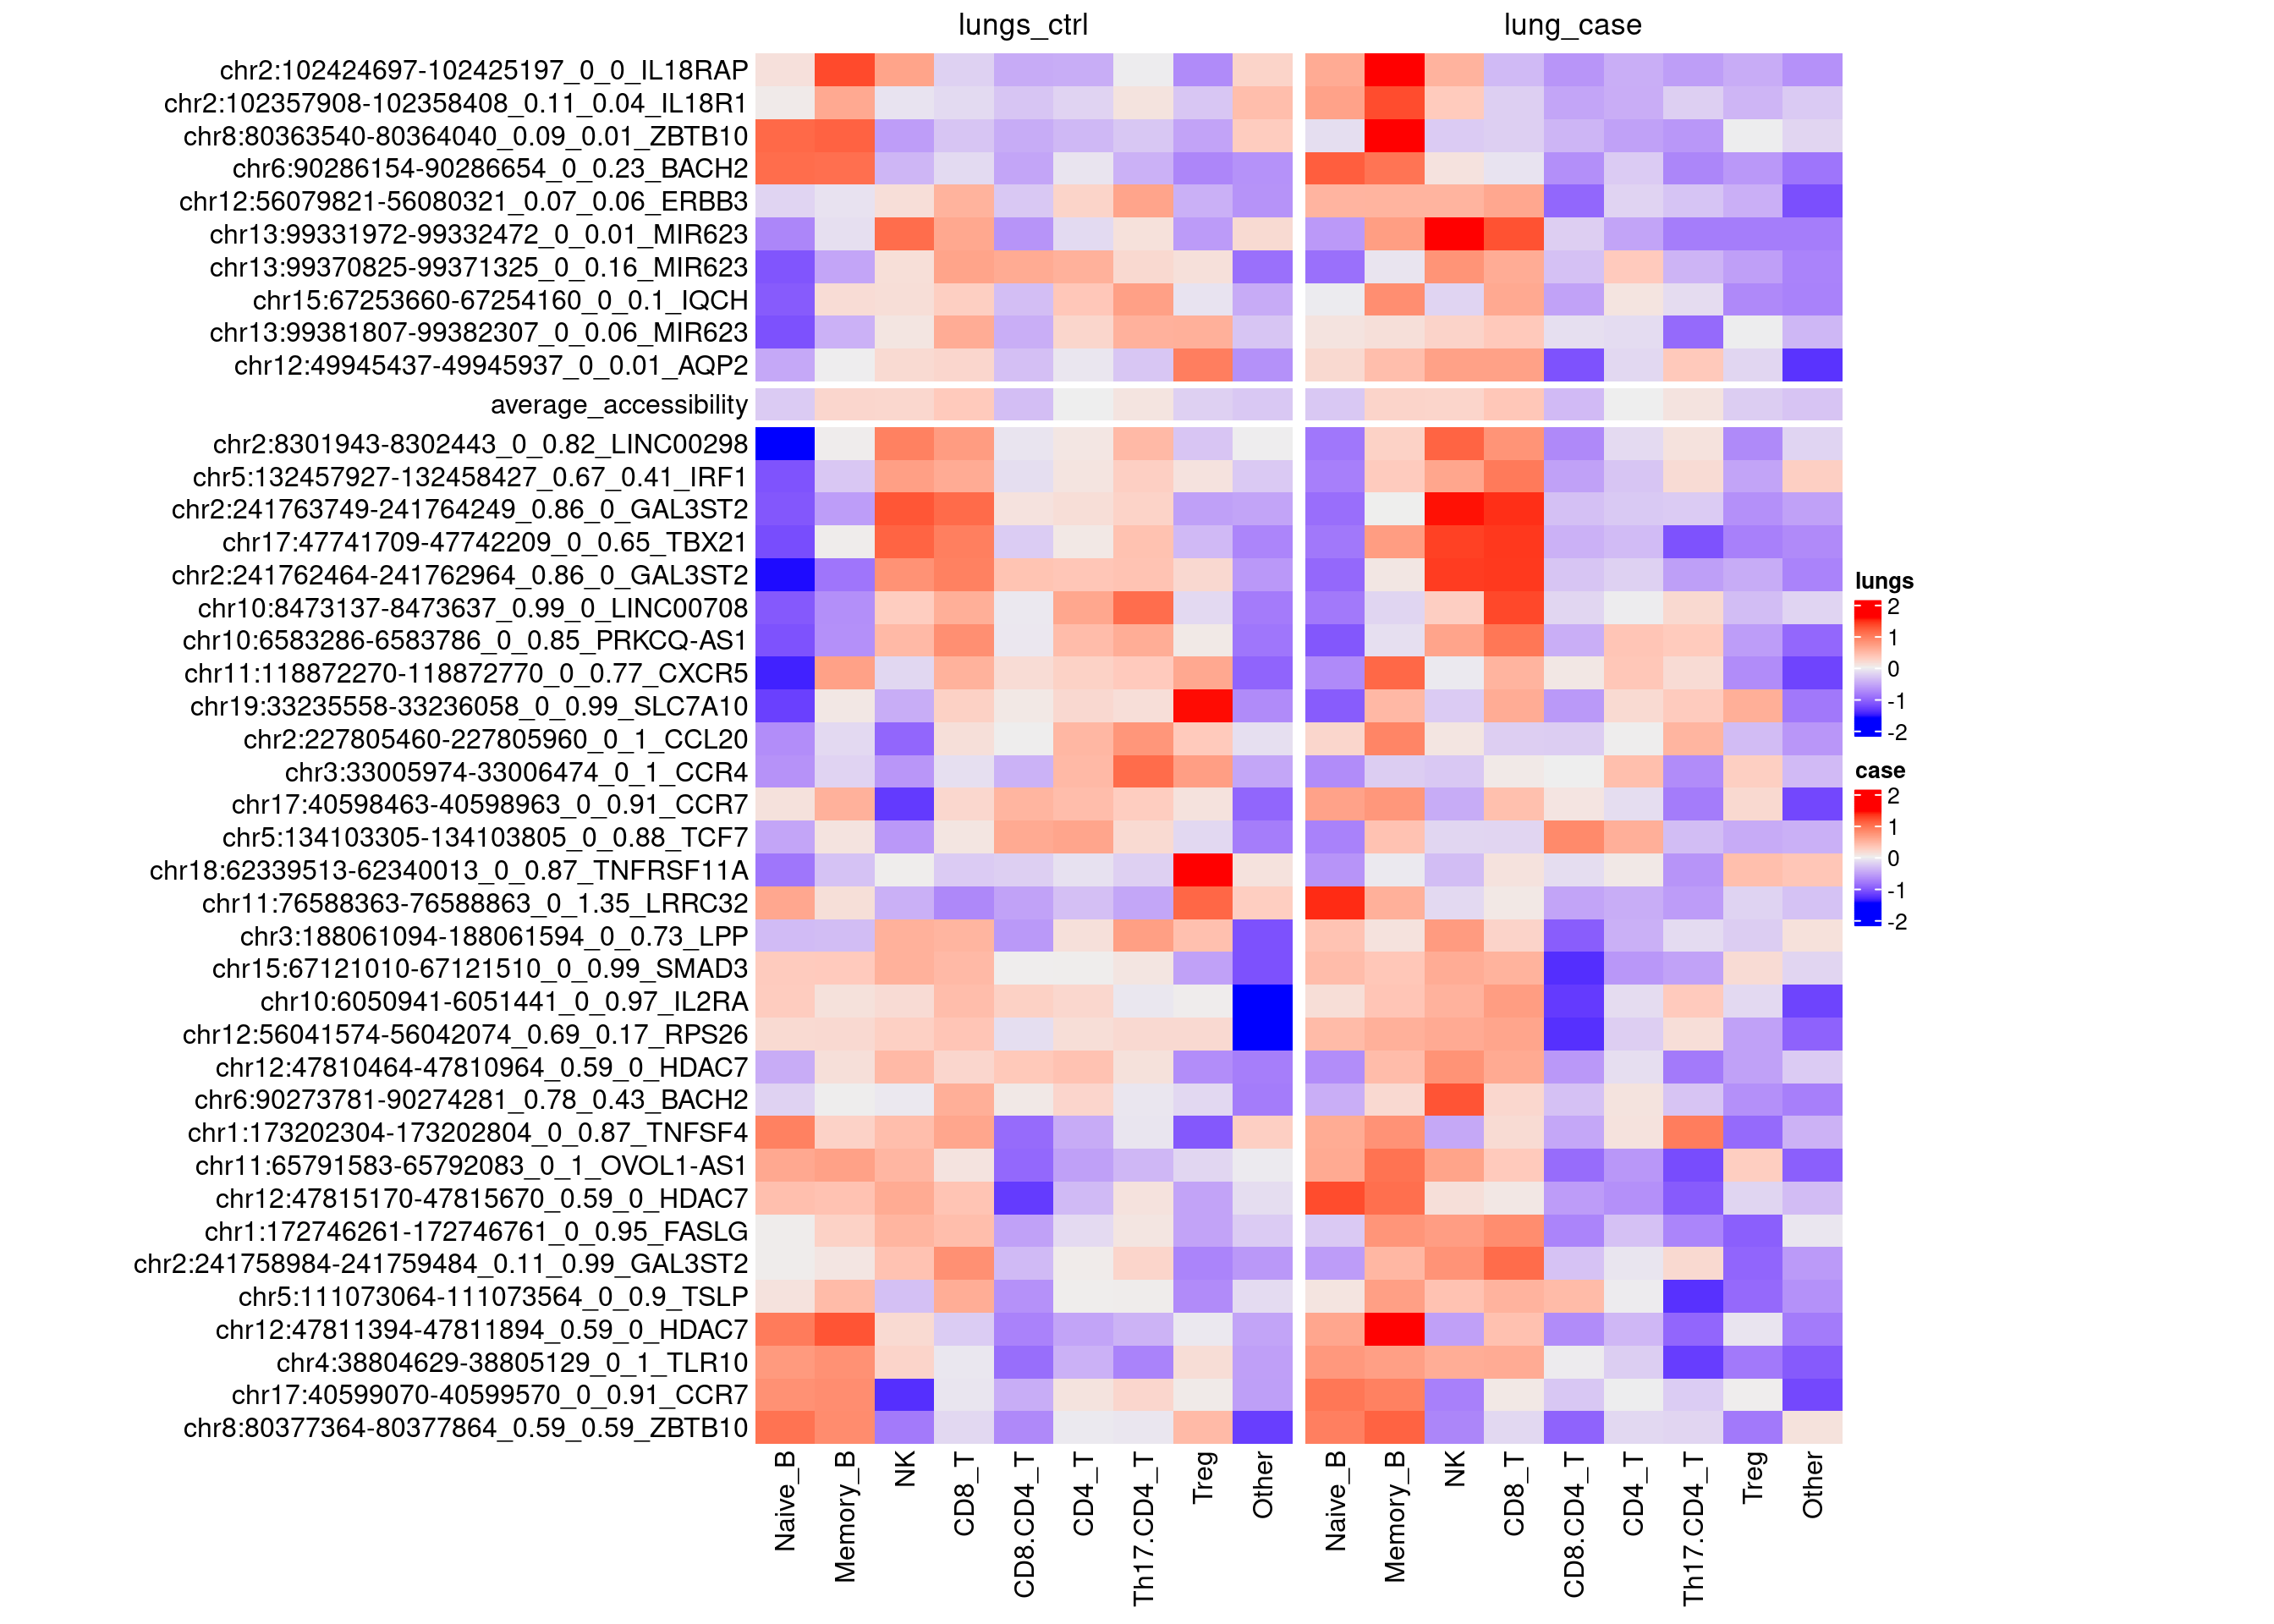 lungs_ctrl
lung_case
chr2:102424697-102425197_0_0_IL18RAP
chr2:102357908-102358408_0.11_0.04_IL18R1
chr8:80363540-80364040_0.09_0.01_ZBTB10
chr6:90286154-90286654_0_0.23_BACH2
chr12:56079821-56080321_0.07_0.06_ERBB3
chr13:99331972-99332472_0_0.01_MIR623
chr13:99370825-99371325_0_0.16_MIR623
chr15:67253660-67254160_0_0.1_IQCH
chr13:99381807-99382307_0_0.06_MIR623
chr12:49945437-49945937_0_0.01_AQP2
average_accessibility
chr2:8301943-8302443_0_0.82_LINC00298
chr5:132457927-132458427_0.67_0.41_IRF1
chr2:241763749-241764249_0.86_0_GAL3ST2
chr17:47741709-47742209_0_0.65_TBX21
chr2:241762464-241762964_0.86_0_GAL3ST2
chr10:8473137-8473637_0.99_0_LINC00708
chr10:6583286-6583786_0_0.85_PRKCQ-AS1
chr11:118872270-118872770_0_0.77_CXCR5
chr19:33235558-33236058_0_0.99_SLC7A10
chr2:227805460-227805960_0_1_CCL20
chr3:33005974-33006474_0_1_CCR4
chr17:40598463-40598963_0_0.91_CCR7
chr5:134103305-134103805_0_0.88_TCF7
chr18:62339513-62340013_0_0.87_TNFRSF11A
chr11:76588363-76588863_0_1.35_LRRC32
chr3:188061094-188061594_0_0.73_LPP
chr15:67121010-67121510_0_0.99_SMAD3
chr10:6050941-6051441_0_0.97_IL2RA
chr12:56041574-56042074_0.69_0.17_RPS26
chr12:47810464-47810964_0.59_0_HDAC7
chr6:90273781-90274281_0.78_0.43_BACH2
chr1:173202304-173202804_0_0.87_TNFSF4
chr11:65791583-65792083_0_1_OVOL1-AS1
chr12:47815170-47815670_0.59_0_HDAC7
chr1:172746261-172746761_0_0.95_FASLG
chr2:241758984-241759484_0.11_0.99_GAL3ST2
chr5:111073064-111073564_0_0.9_TSLP
chr12:47811394-47811894_0.59_0_HDAC7
chr4:38804629-38805129_0_1_TLR10
chr17:40599070-40599570_0_0.91_CCR7
chr8:80377364-80377864_0.59_0.59_ZBTB10
Naive_B
Memory_B
NK
CD8_T
CD8.CD4_T
CD4_T
Th17.CD4_T
Treg
Other
Naive_B
Memory_B
NK
CD8_T
CD8.CD4_T
CD4_T
Th17.CD4_T
Treg
Other
lungs
2
1
0
-1
-2
case
2
1
0
-1
-2